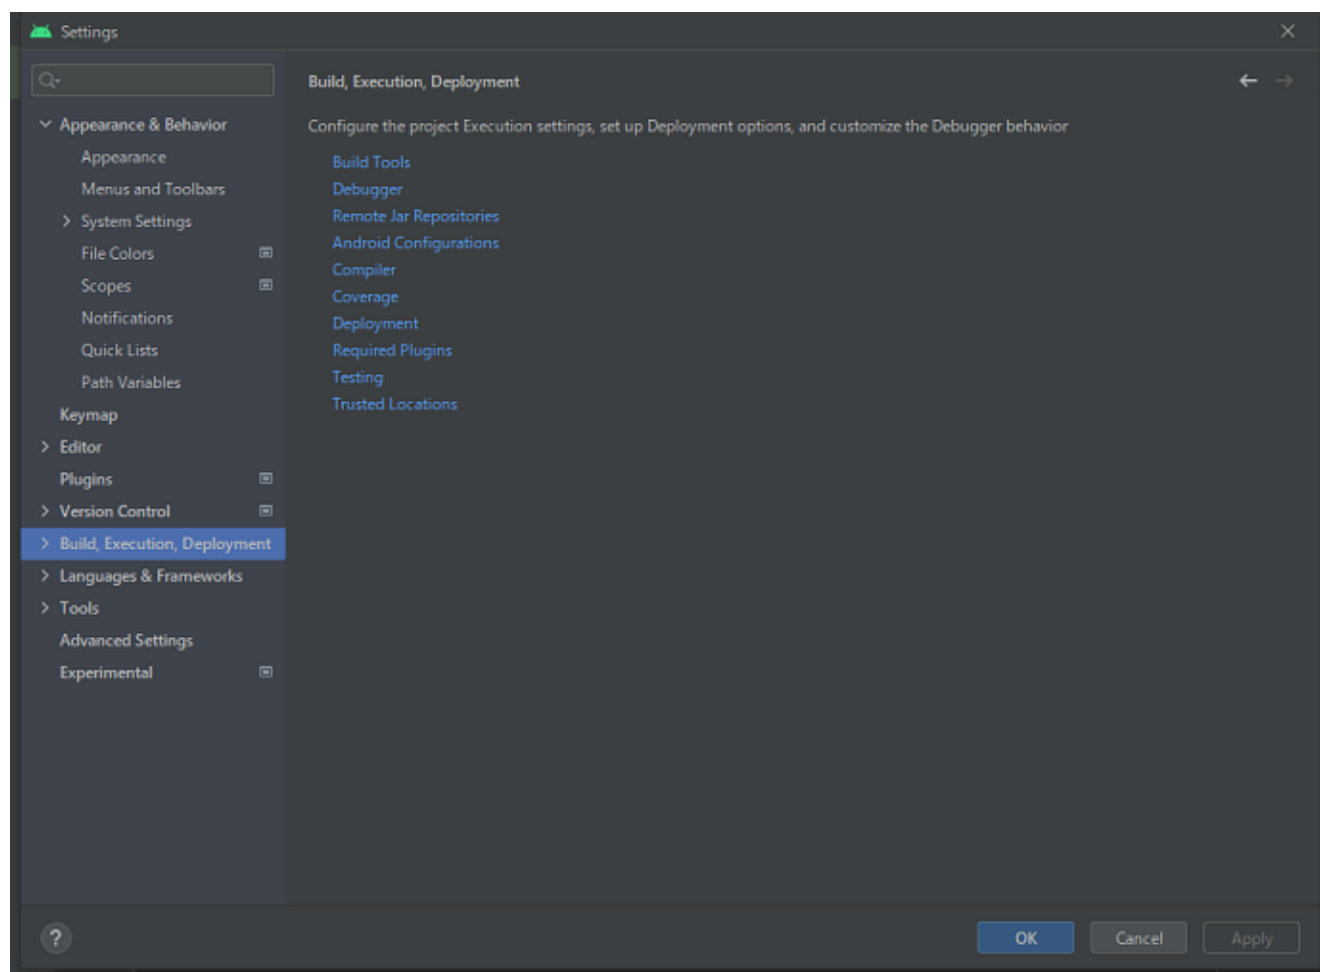 Settings
Appearance & Behavior
Appearance
Menus and Toolbars
System Settings
File Colors
Scopes
Notifications
Quick Lists
Path Variables
Keymap
Editor
Plugins
Version Control
Build, Execution, Deployment
Languages & Frameworks
Tools
Advanced Settings
Experimental
Build, Execution, Deployment
Configure the project Execution settings, set up Deployment options, and customize the Debugger behavior
Build Tools
Debugger
Remote Jar Repositories
Android Configurations
Compiler
Coverage
Deployment
Required Plugins
Testing
Trusted Locations
?
OK
Cancel
Apply